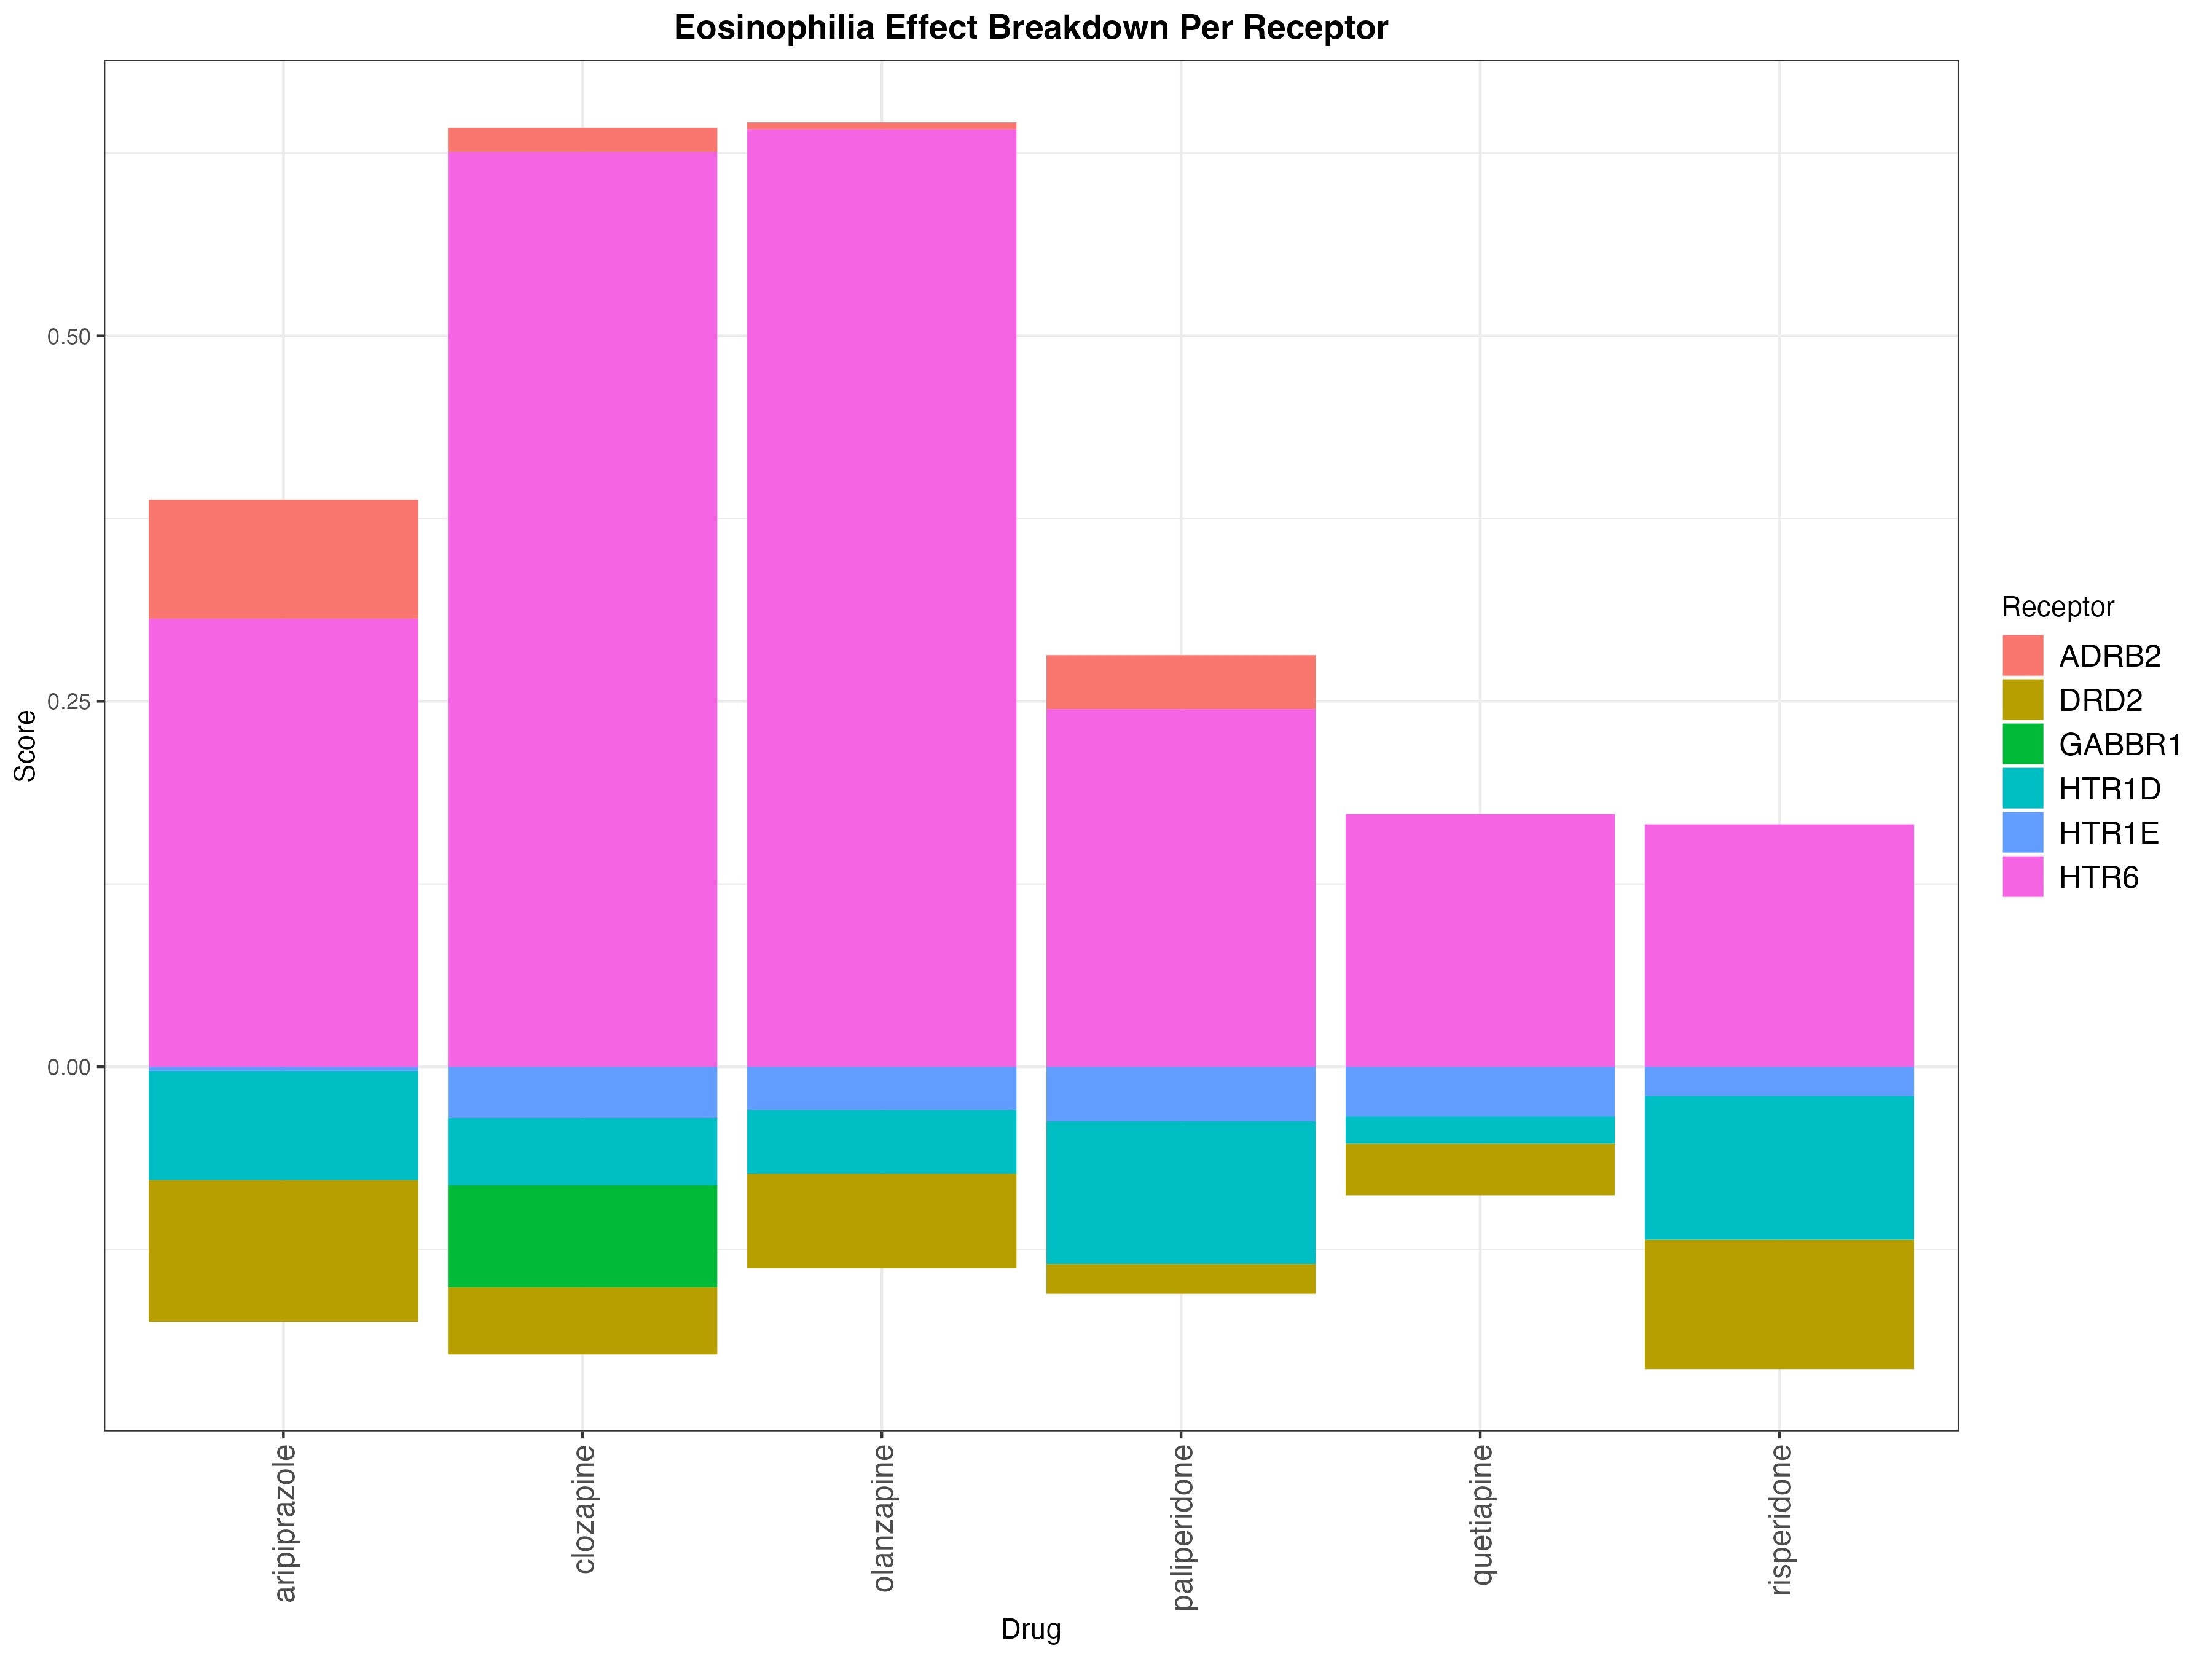 Eosinophilia Effect Breakdown Per Receptor
Score
0.50
0.25
0.00
aripiprazole
clozapine
olanzapine
paliperidone
quetiapine
risperidone
Drug
Receptor
ADRB2
DRD2
GABBR1
HTR1D
HTR1E
HTR6